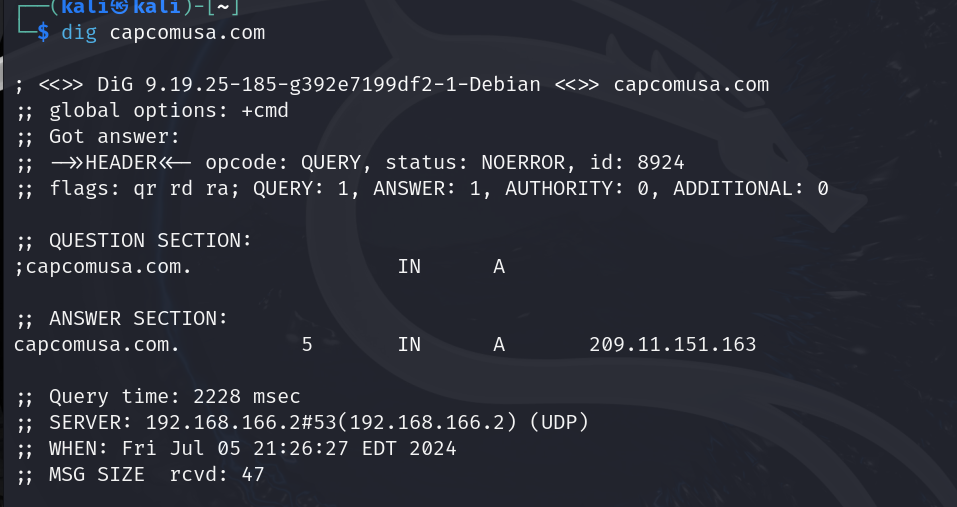 ┌──(kali㉿kali)-[~]
└─$ dig capcomusa.com
; <<>> DiG 9.19.25-185-g392e7199df2-1-Debian <<>> capcomusa.com
;; global options: +cmd
;; Got answer:
;; ->>HEADER<<- opcode: QUERY, status: NOERROR, id: 8924
;; flags: qr rd ra; QUERY: 1, ANSWER: 1, AUTHORITY: 0, ADDITIONAL: 0
;; QUESTION SECTION:
;capcomusa.com. IN A
;; ANSWER SECTION:
capcomusa.com. 5 IN A 209.11.151.163
;; Query time: 2228 msec
;; SERVER: 192.168.166.2#53(192.168.166.2) (UDP)
;; WHEN: Fri Jul 05 21:26:27 EDT 2024
;; MSG SIZE  rcvd: 47